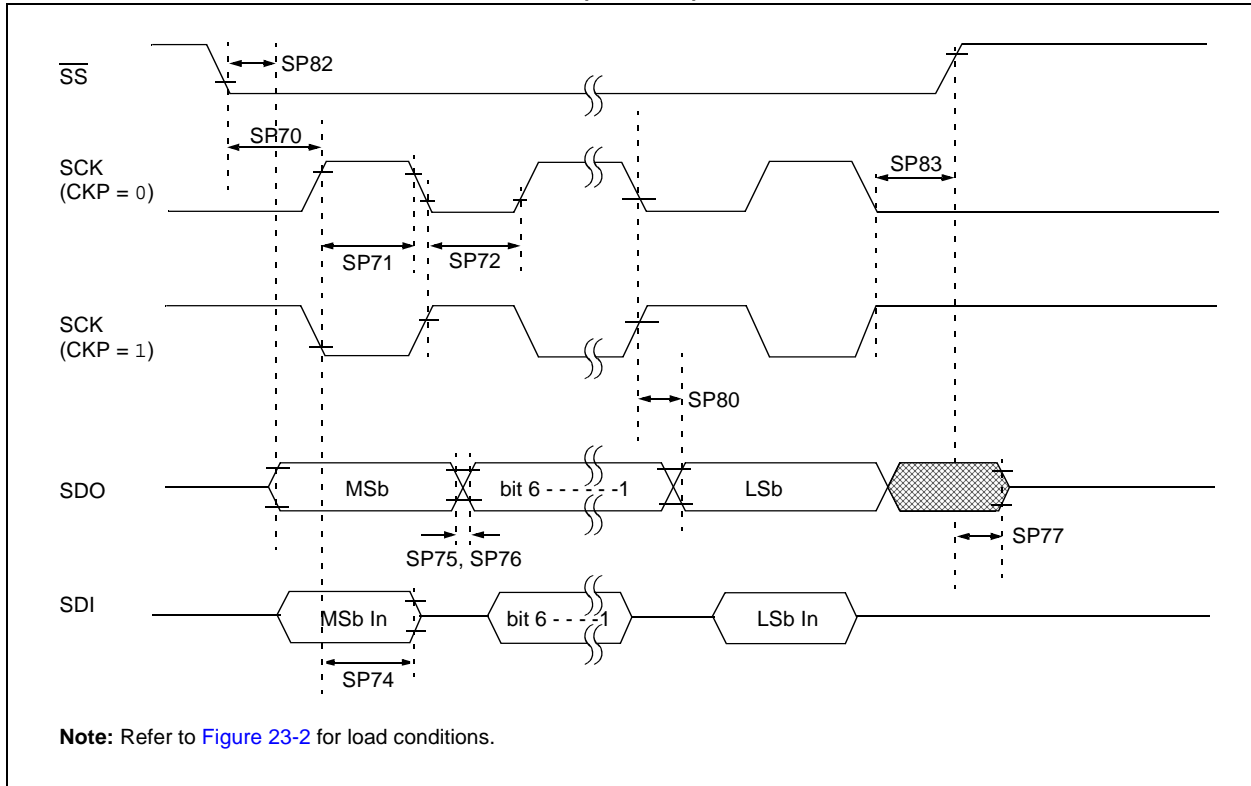 SS
SP82
SP70
SCK
(CKP = 0)
SP83
SP71
SP72
SCK
(CKP = 1)
SP80
SDO
MSb
bit 6 - - - - - -1
LSb
SP75, SP76
SP77
SDI
MSb In
bit 6 - - - -1
LSb In
SP74
Note: Refer to Figure 23-2 for load conditions.